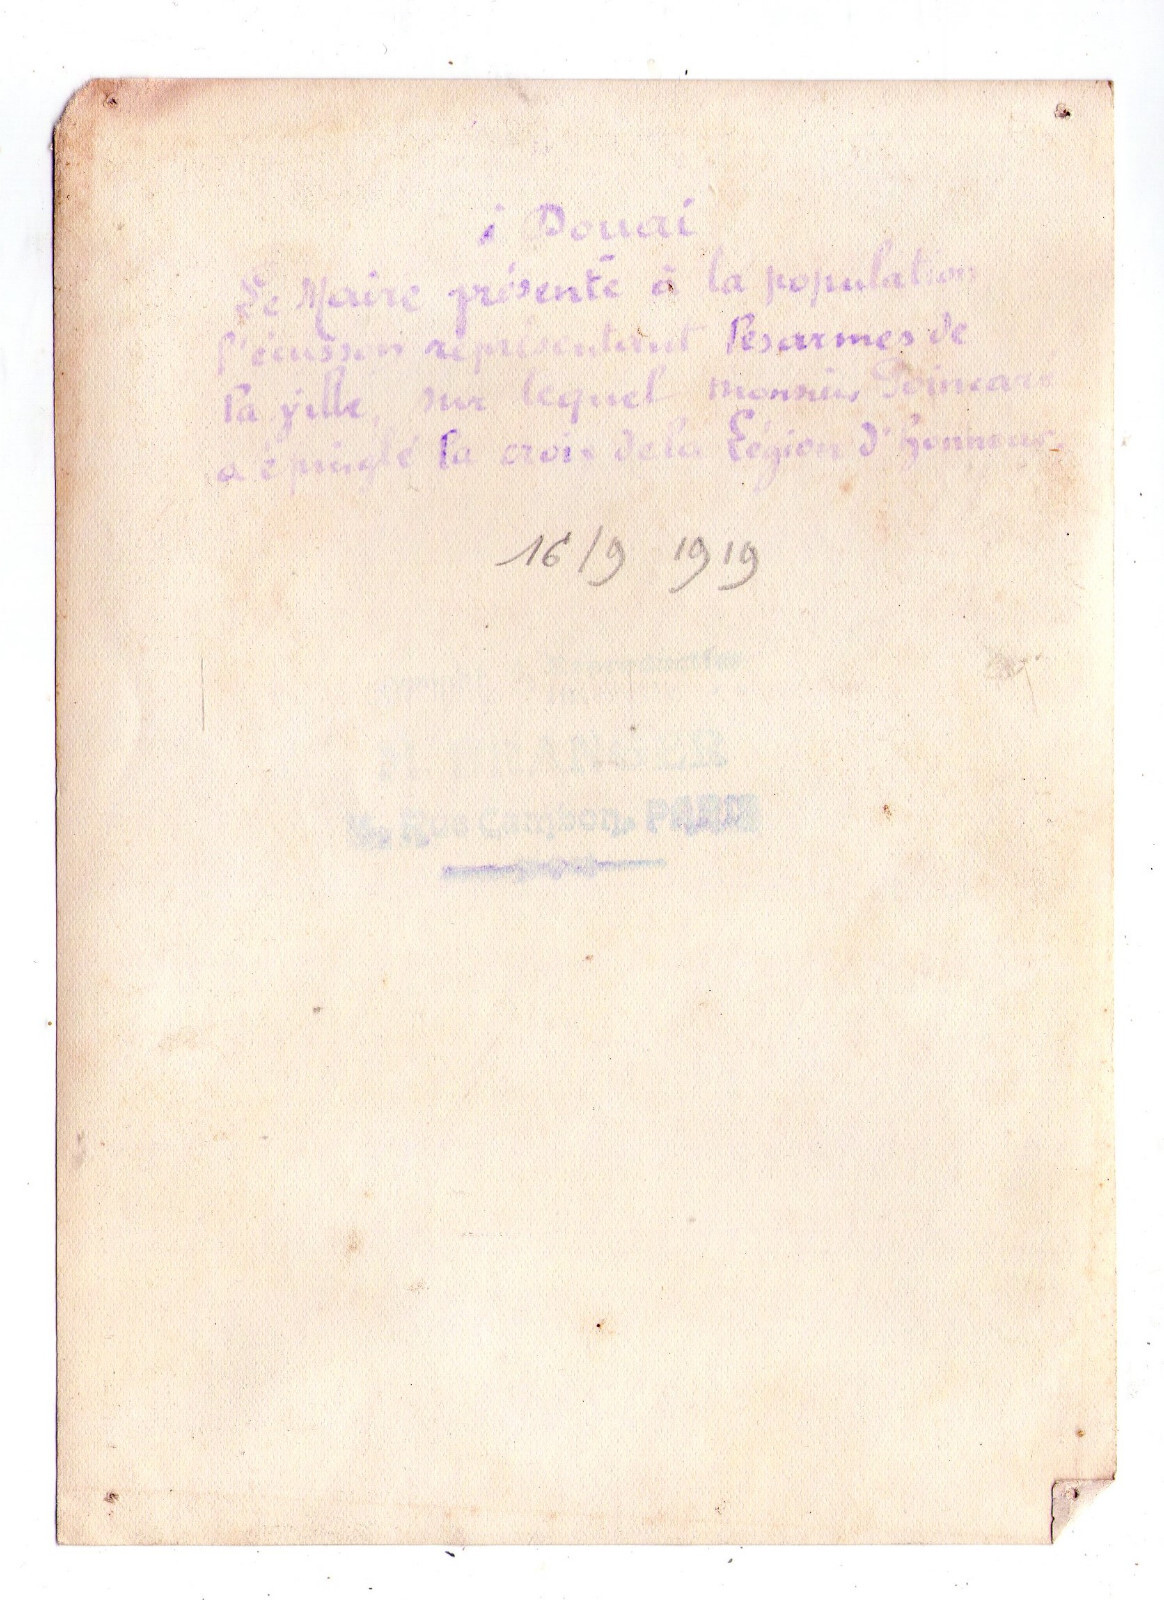 à Douai
Le Maire présente à la population
l'écusson représentant les armes de
la ville, sur lequel monsieur Poincaré
a épinglé la croix de la Légion d'honneur.
16/9 1919
Reproduction
Rue Cambon, PARIS